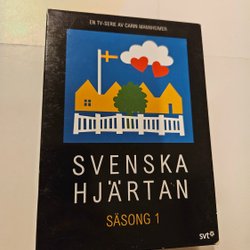 EN TV-SERIE AV CARIN MANNHEIMER
SVENSKA
HJÄRTAN
SÄSONG 1
svt